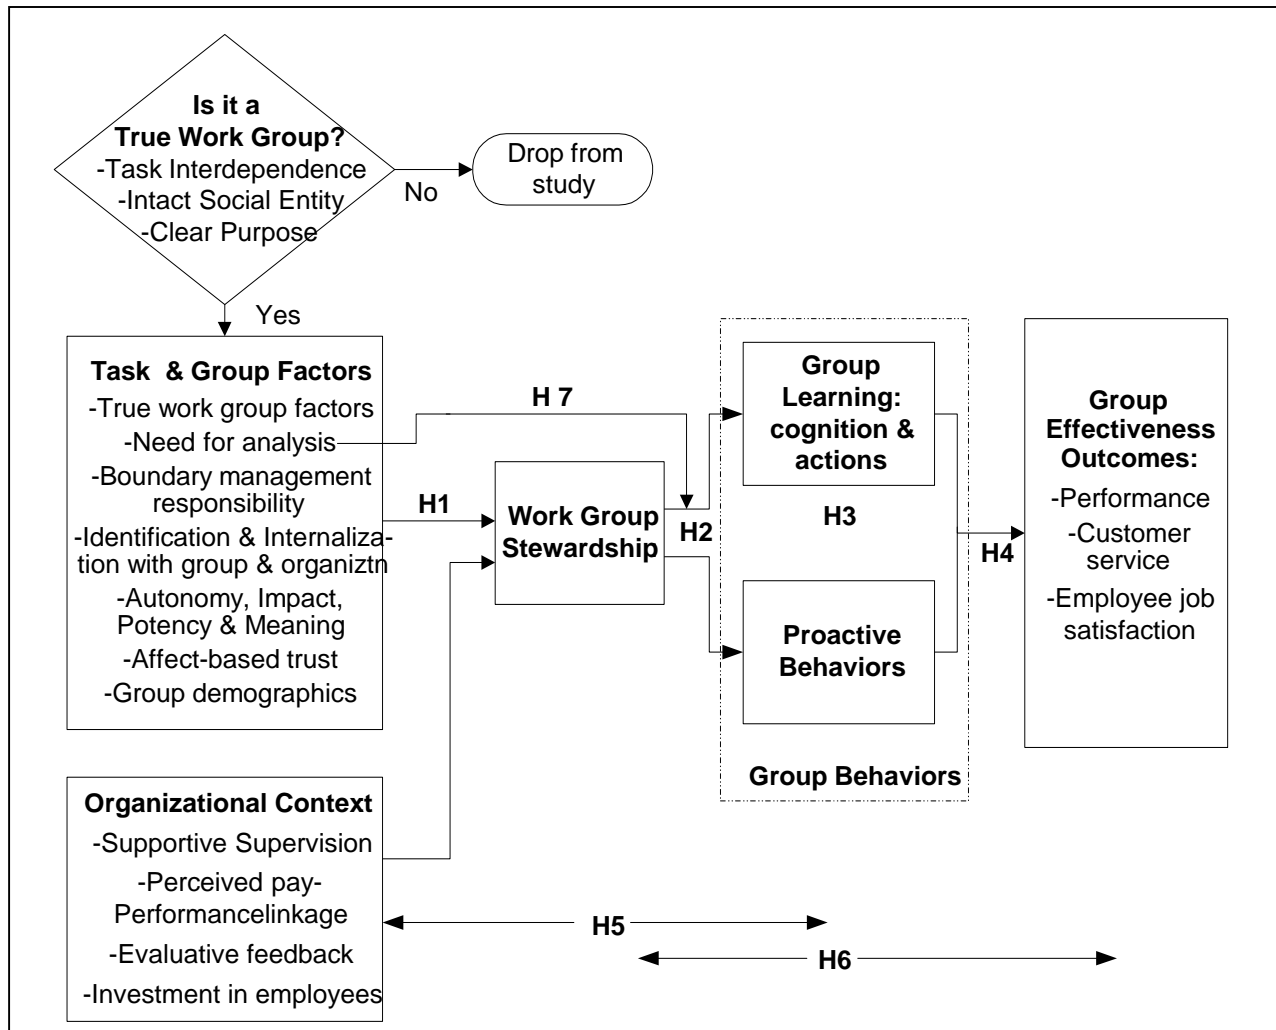 Is it a
True Work Group?
-Task Interdependence
-Intact Social Entity
-Clear Purpose
No
Drop from
study
Yes
Task & Group Factors
-True work group factors
-Need for analysis
-Boundary management
responsibility
-Identification & Internaliza-
tion with group & organiztn
-Autonomy, Impact,
Potency & Meaning
-Affect-based trust
-Group demographics
H 7
H1
Work Group
Stewardship
H2
Group
Learning:
cognition &
actions
H3
Proactive
Behaviors
Group Behaviors
H4
Group
Effectiveness
Outcomes:
-Performance
-Customer
service
-Employee job
satisfaction
Organizational Context
-Supportive Supervision
-Perceived pay-
Performancelinkage
-Evaluative feedback
-Investment in employees
H5
H6